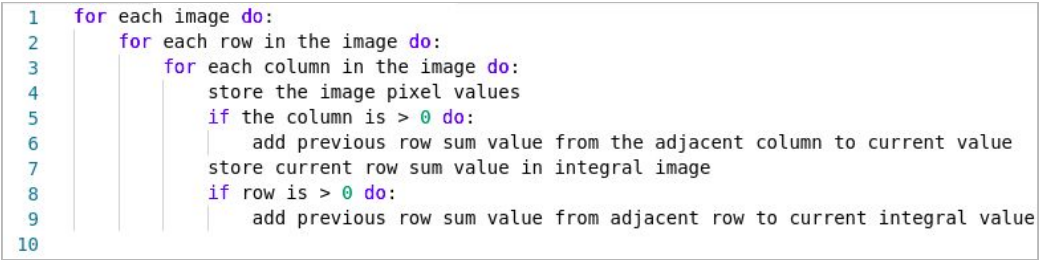 1 for each image do:
2 for each row in the image do:
3 for each column in the image do:
4 store the image pixel values
5 if the column is > 0 do:
6 add previous row sum value from the adjacent column to current value
7 store current row sum value in integral image
8 if row is > 0 do:
9 add previous row sum value from adjacent row to current integral value
10